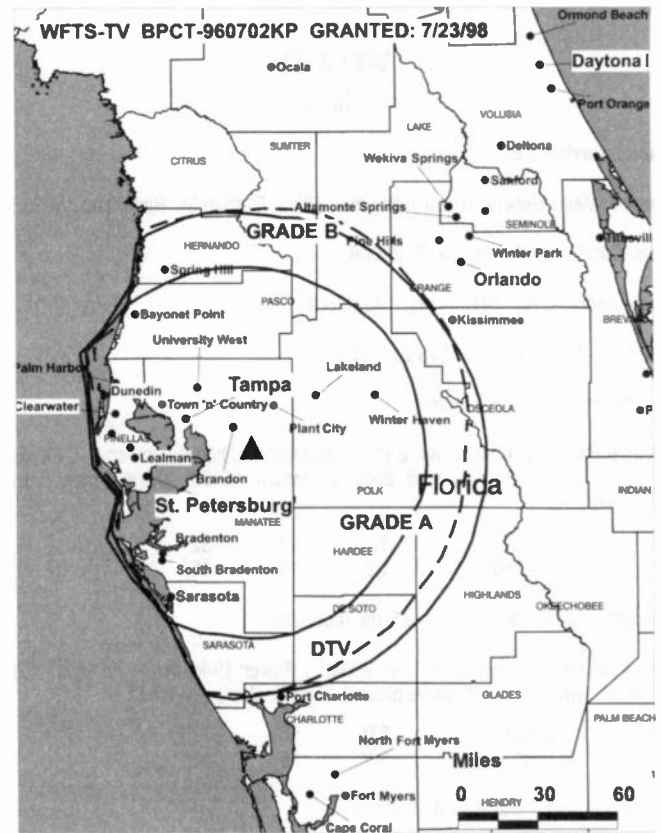 WFTS-TV BPCT-960702KP GRANTED: 7/23/98
Ormond Beach
Ocala
Daytona
Port Orange
VOLUSIA
LAKE
SUMTER
Deltona
CITRUS
Wekiva Springs
Sanford
Altamonte Springs
SEMINOLE
GRADE B
Pine Hills
Titusville
HERNANDO
Winter Park
Spring Hill
Orlando
ORANGE
PASCO
Bayonet Point
Kissimmee
BREV
University West
Palm Harbor
Lakeland
Dunedin
Tampa
OSCEOLA
Clearwater
Town 'n' Country
Winter Haven
P
Plant City
PINELLAS
Lealman
Brandon
Florida
POLK
INDIAN
St. Petersburg
MANATEE
GRADE A
Bradenton
HARDEE
South Bradenton
HIGHLANDS
Sarasota
OKEECHOBEE
DE SOTO
SARASOTA
DTV
Port Charlotte
GLADES
CHARLOTTE
PALM BEACH
North Fort Myers
Miles
Fort Myers
HENDRY
0 30 60
Cape Coral